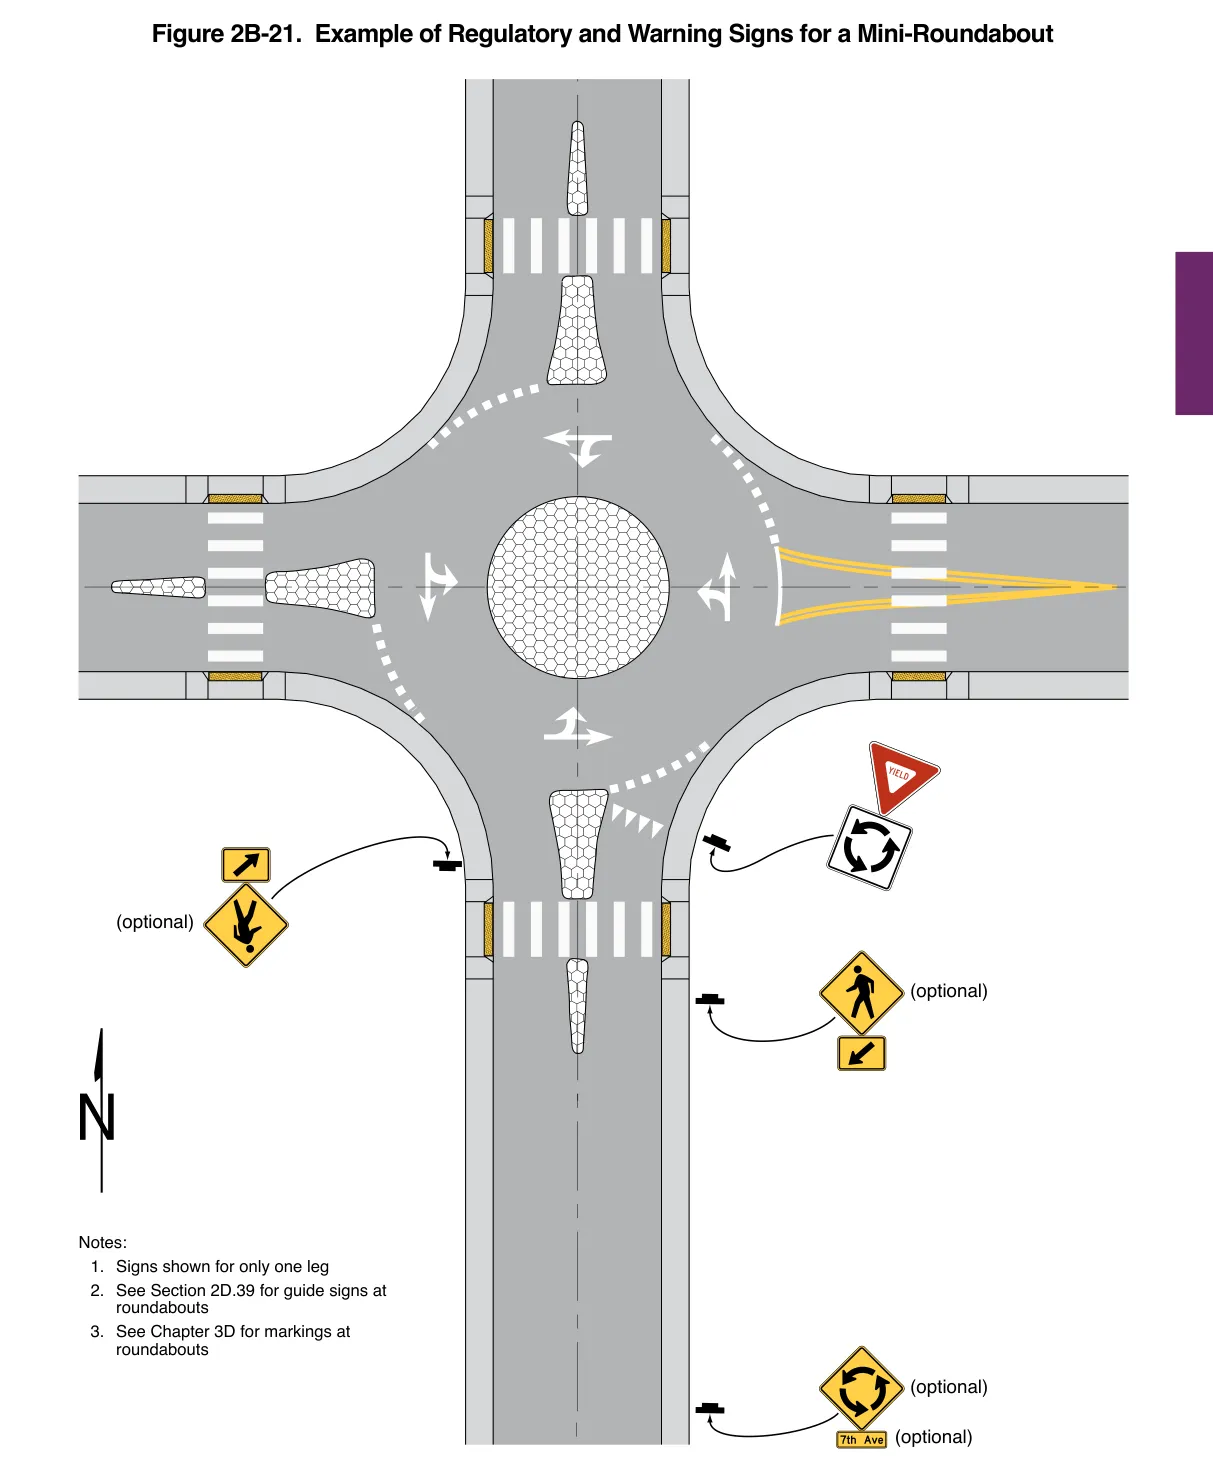 Figure 2B-21.  Example of Regulatory and Warning Signs for a Mini-Roundabout
YIELD
(optional)
(optional)
N
Notes:
1. Signs shown for only one leg
2. See Section 2D.39 for guide signs at
roundabouts
3. See Chapter 3D for markings at
roundabouts
(optional)
7th Ave (optional)